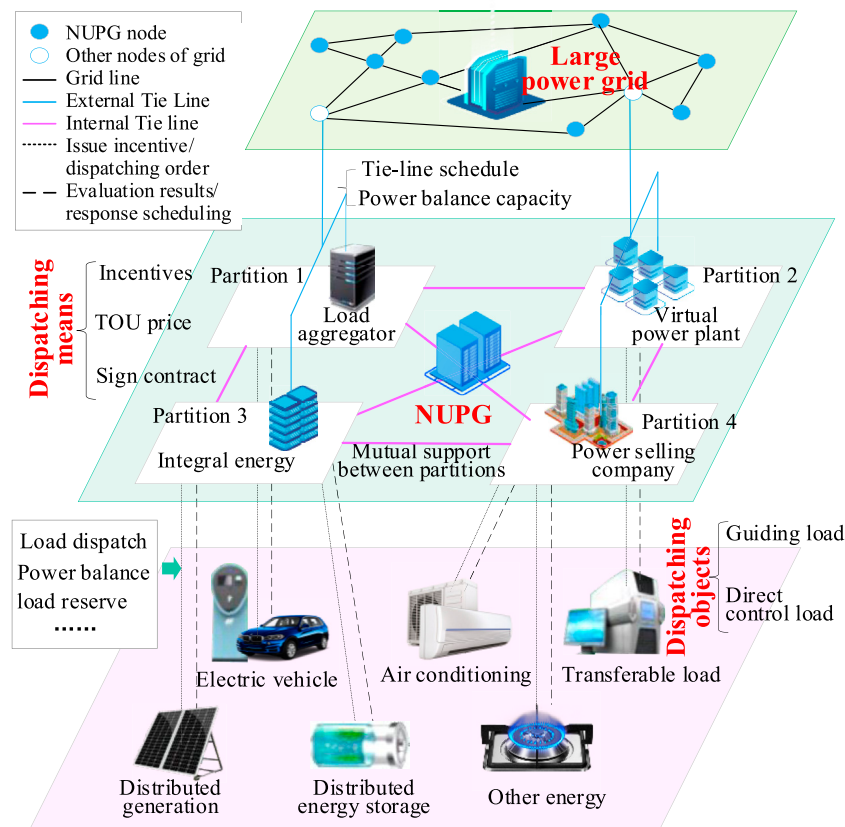 NUPG node
Other nodes of grid
Grid line
External Tie Line
Internal Tie line
Issue incentive/
dispatching order
Evaluation results/
response scheduling
Large
power grid
Tie-line schedule
Power balance capacity
Dispatching
means
Incentives
TOU price
Sign contract
Partition 1
Load
aggregator
Partition 2
Virtual
power plant
NUPG
Partition 3
Integral energy
Mutual support
between partitions
Partition 4
Power selling
company
Load dispatch
Power balance
load reserve
......
Dispatching
objects
Guiding load
Direct
control load
Electric vehicle
Air conditioning
Transferable load
Distributed
generation
Distributed
energy storage
Other energy